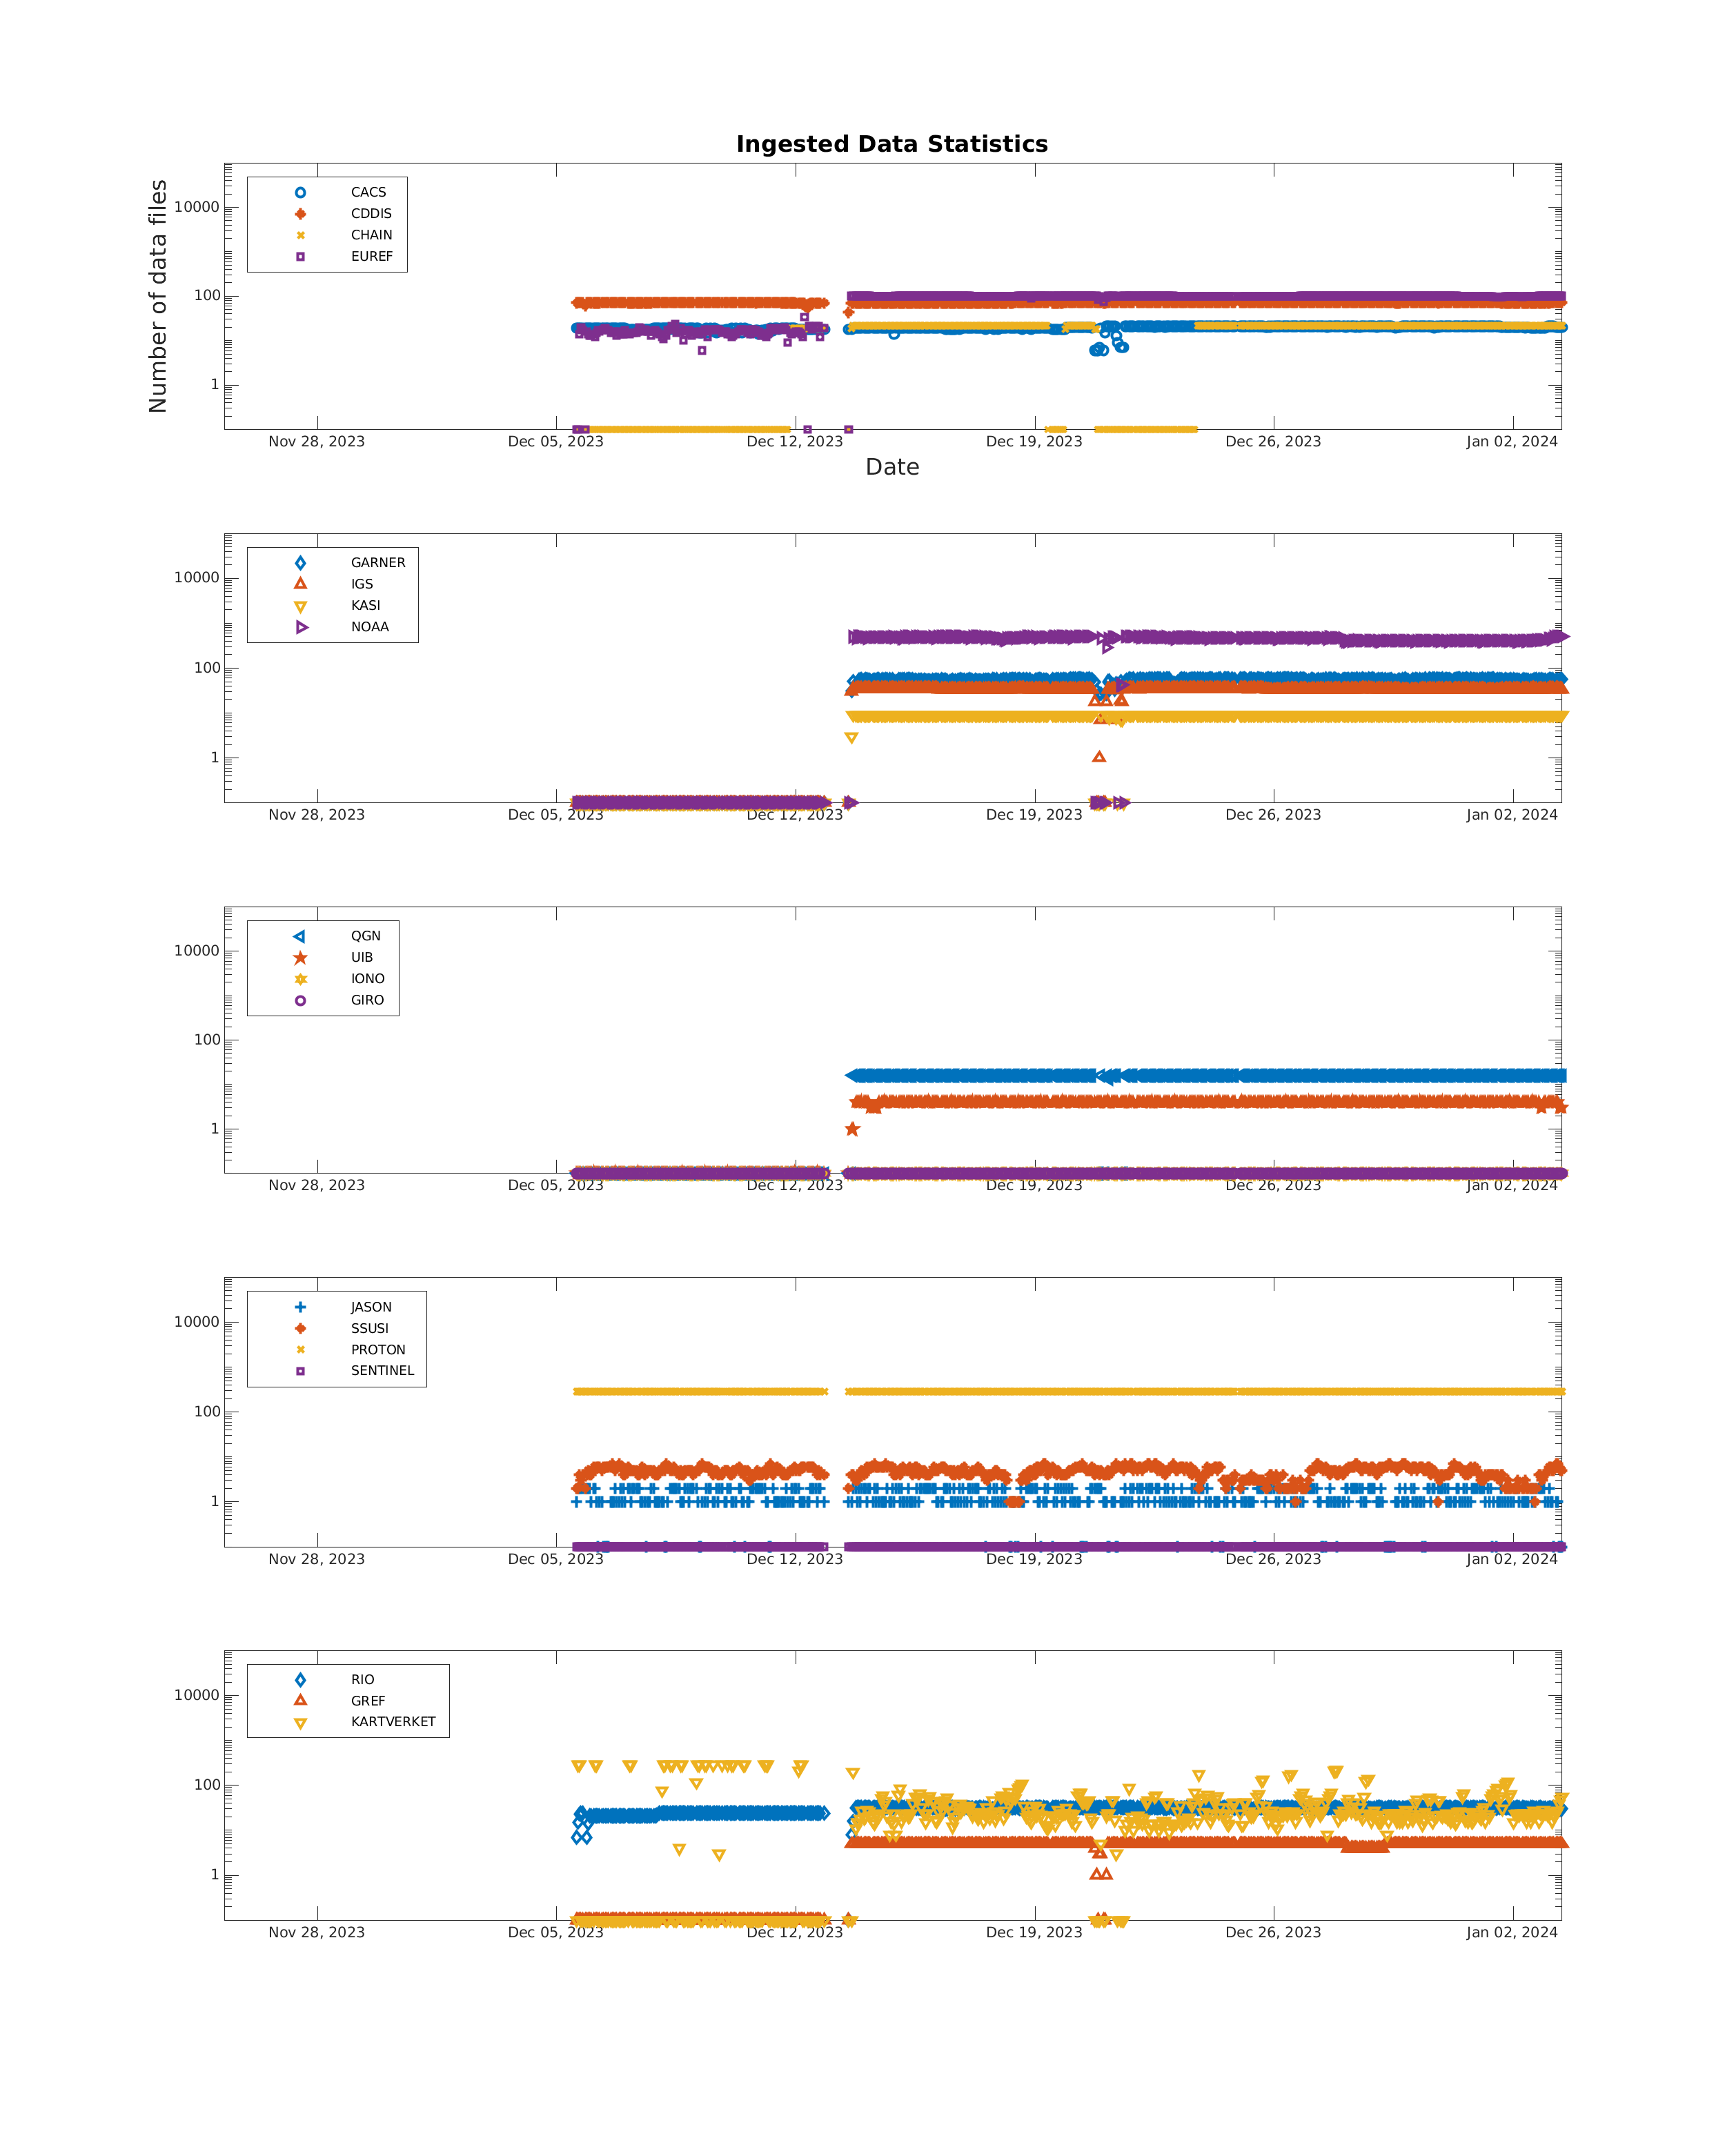 Ingested Data Statistics
Number of data files
10000
100
1
CACS
CDDIS
CHAIN
EUREF
Nov 28, 2023
Dec 05, 2023
Dec 12, 2023
Dec 19, 2023
Dec 26, 2023
Jan 02, 2024
Date
10000
100
1
GARNER
IGS
KASI
NOAA
Nov 28, 2023
Dec 05, 2023
Dec 12, 2023
Dec 19, 2023
Dec 26, 2023
Jan 02, 2024
10000
100
1
QGN
UIB
IONO
GIRO
Nov 28, 2023
Dec 05, 2023
Dec 12, 2023
Dec 19, 2023
Dec 26, 2023
Jan 02, 2024
10000
100
1
JASON
SSUSI
PROTON
SENTINEL
Nov 28, 2023
Dec 05, 2023
Dec 12, 2023
Dec 19, 2023
Dec 26, 2023
Jan 02, 2024
10000
100
1
RIO
GREF
KARTVERKET
Nov 28, 2023
Dec 05, 2023
Dec 12, 2023
Dec 19, 2023
Dec 26, 2023
Jan 02, 2024